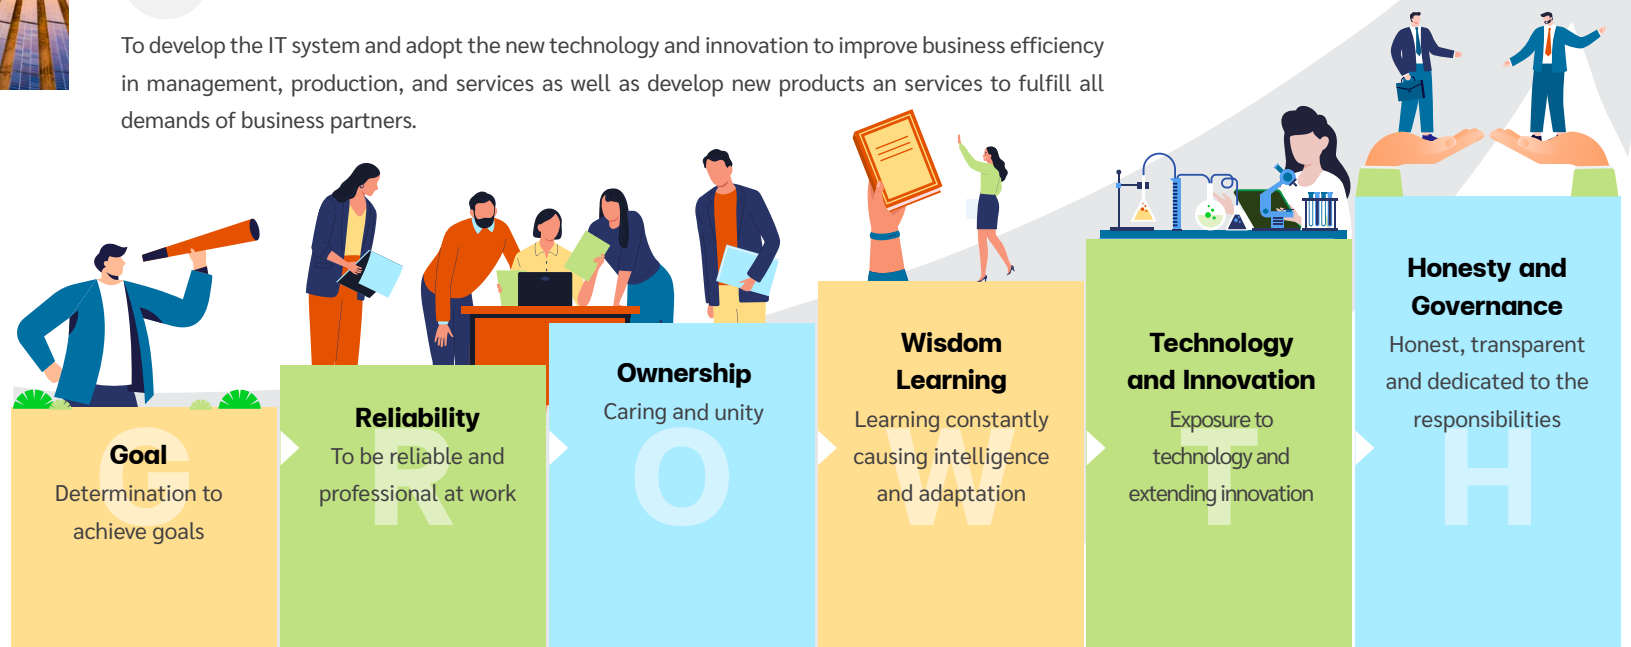 To develop the IT system and adopt the new technology and innovation to improve business efficiency
in management, production, and services as well as develop new products an services to fulfill all
demands of business partners.
G
Goal
Determination to
achieve goals
R
Reliability
To be reliable and
professional at work
O
Ownership
Caring and unity
W
Wisdom
Learning
Learning constantly
causing intelligence
and adaptation
T
Technology
and Innovation
Exposure to
technology and
extending innovation
H
Honesty and
Governance
Honest, transparent
and dedicated to the
responsibilities